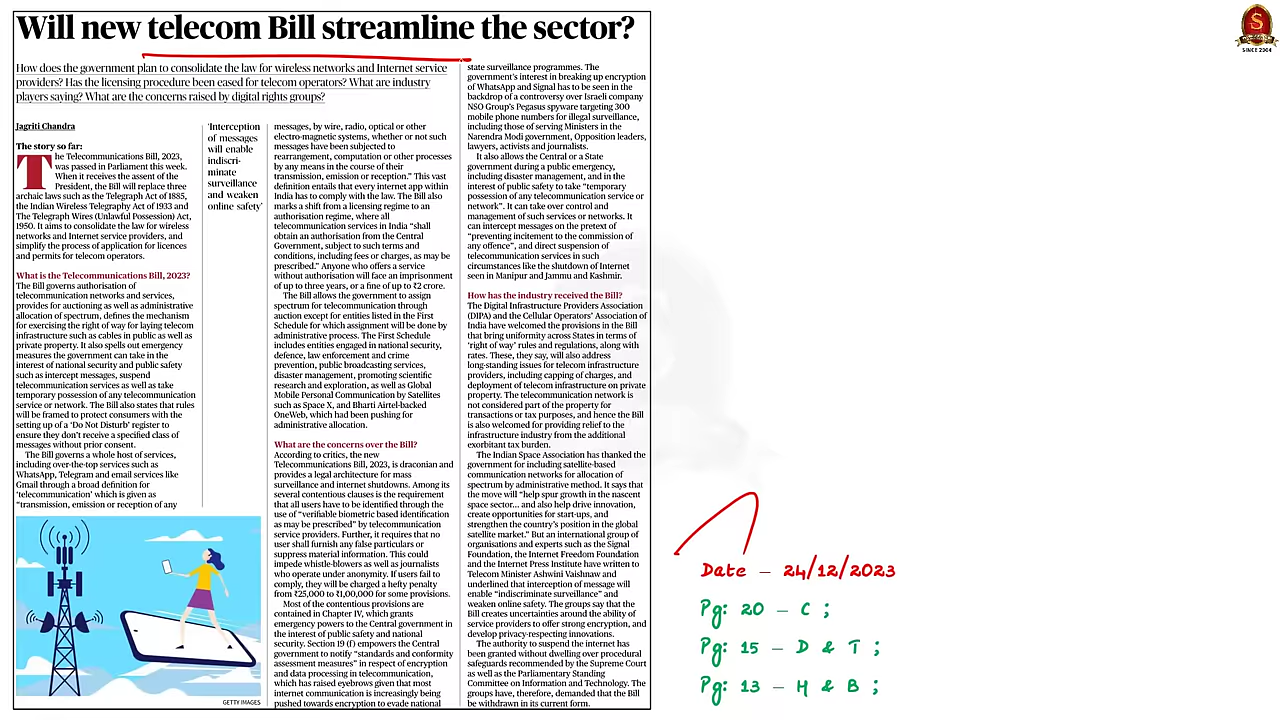 Will new telecom Bill streamline the sector?
How does the government plan to consolidate the law for wireless networks and Internet service
providers? Has the licensing procedure been eased for telecom operators? What are industry
players saying? What are the concerns raised by digital rights groups?
Jagriti Chandra
The story so far:
The Telecommunications Bill, 2023,
was passed in Parliament this week.
When it receives the assent of the
President, the Bill will replace three
archaic laws such as the Telegraph Act of 1885,
the Indian Wireless Telegraphy Act of 1933 and
The Telegraph Wires (Unlawful Possession) Act,
1950. It aims to consolidate the law for wireless
networks and Internet service providers, and
simplify the process of application for licences
and permits for telecom operators.
What is the Telecommunications Bill, 2023?
The Bill governs authorisation of
telecommunication networks and services,
provides for auctioning as well as administrative
allocation of spectrum, defines the mechanism
for exercising the right of way for laying telecom
infrastructure such as cables in public as well as
private property. It also spells out emergency
measures the government can take in the
interest of national security and public safety
such as intercept messages, suspend
telecommunication services as well as take
temporary possession of any telecommunication
service or network. The Bill also states that rules
will be framed to protect consumers with the
setting up of a 'Do Not Disturb' register to
ensure they don't receive a specified class of
messages without prior consent.
The Bill governs a whole host of services,
including over-the-top services such as
WhatsApp, Telegram and email services like
Gmail through a broad definition for
'telecommunication' which is given as
"transmission, emission or reception of any
GETTY IMAGES
'Interception
of messages
will enable
indiscri-
minate
surveillance
and weaken
online safety'
messages, by wire, radio, optical or other
electro-magnetic systems, whether or not such
messages have been subjected to
rearrangement, computation or other processes
by any means in the course of their
transmission, emission or reception." This vast
definition entails that every internet app within
India has to comply with the law. The Bill also
marks a shift from a licensing regime to an
authorisation regime, where all
telecommunication services in India "shall
obtain an authorisation from the Central
Government, subject to such terms and
conditions, including fees or charges, as may be
prescribed." Anyone who offers a service
without authorisation will face an imprisonment
of up to three years, or a fine of up to ₹2 crore.
The Bill allows the government to assign
spectrum for telecommunication through
auction except for entities listed in the First
Schedule for which assignment will be done by
administrative process. The First Schedule
includes entities engaged in national security,
defence, law enforcement and crime
prevention, public broadcasting services,
disaster management, promoting scientific
research and exploration, as well as Global
Mobile Personal Communication by Satellites
such as Space X, and Bharti Airtel-backed
OneWeb, which had been pushing for
administrative allocation.
What are the concerns over the Bill?
According to critics, the new
Telecommunications Bill, 2023, is draconian and
provides a legal architecture for mass
surveillance and internet shutdowns. Among its
several contentious clauses is the requirement
that all users have to be identified through the
use of "verifiable biometric based identification
as may be prescribed" by telecommunication
service providers. Further, it requires that no
user shall furnish any false particulars or
suppress material information. This could
impede whistle-blowers as well as journalists
who operate under anonymity. If users fail to
comply, they will be charged a hefty penalty
from ₹25,000 to ₹1,00,000 for some provisions.
Most of the contentious provisions are
contained in Chapter IV, which grants
emergency powers to the Central government in
the interest of public safety and national
security. Section 19 (f) empowers the Central
government to notify "standards and conformity
assessment measures" in respect of encryption
and data processing in telecommunication,
which has raised eyebrows given that most
internet communication is increasingly being
pushed towards encryption to evade national
state surveillance programmes. The
government's interest in breaking up encryption
of WhatsApp and Signal has to be seen in the
backdrop of a controversy over Israeli company
NSO Group's Pegasus spyware targeting 300
mobile phone numbers for illegal surveillance,
including those of serving Ministers in the
Narendra Modi government, Opposition leaders,
lawyers, activists and journalists.
It also allows the Central or a State
government during a public emergency,
including disaster management, and in the
interest of public safety to take "temporary
possession of any telecommunication service or
network". It can take over control and
management of such services or networks. It
can intercept messages on the pretext of
"preventing incitement to the commission of
any offence", and direct suspension of
telecommunication services in such
circumstances like the shutdown of Internet
seen in Manipur and Jammu and Kashmir.
How has the industry received the Bill?
The Digital Infrastructure Providers Association
(DIPA) and the Cellular Operators' Association of
India have welcomed the provisions in the Bill
that bring uniformity across States in terms of
'right of way' rules and regulations, along with
rates. These, they say, will also address
long-standing issues for telecom infrastructure
providers, including capping of charges, and
deployment of telecom infrastructure on private
property. The telecommunication network is
not considered part of the property for
transactions or tax purposes, and hence the Bill
is also welcomed for providing relief to the
infrastructure industry from the additional
exorbitant tax burden.
The Indian Space Association has thanked the
government for including satellite-based
communication networks for allocation of
spectrum by administrative method. It says that
the move will "help spur growth in the nascent
space sector... and also help drive innovation,
create opportunities for start-ups, and
strengthen the country's position in the global
satellite market." But an international group of
organisations and experts such as the Signal
Foundation, the Internet Freedom Foundation
and the Internet Press Institute have written to
Telecom Minister Ashwini Vaishnaw and
underlined that interception of message will
enable "indiscriminate surveillance" and
weaken online safety. The groups say that the
Bill creates uncertainties around the ability of
service providers to offer strong encryption, and
develop privacy-respecting innovations.
The authority to suspend the internet has
been granted without dwelling over procedural
safeguards recommended by the Supreme Court
as well as the Parliamentary Standing
Committee on Information and Technology. The
groups have, therefore, demanded that the Bill
be withdrawn in its current form.
SINCE 2004
Date – 24/12/2023
Pg: 20 – C ;
Pg: 15 – D & T ;
Pg: 13 – H & B ;